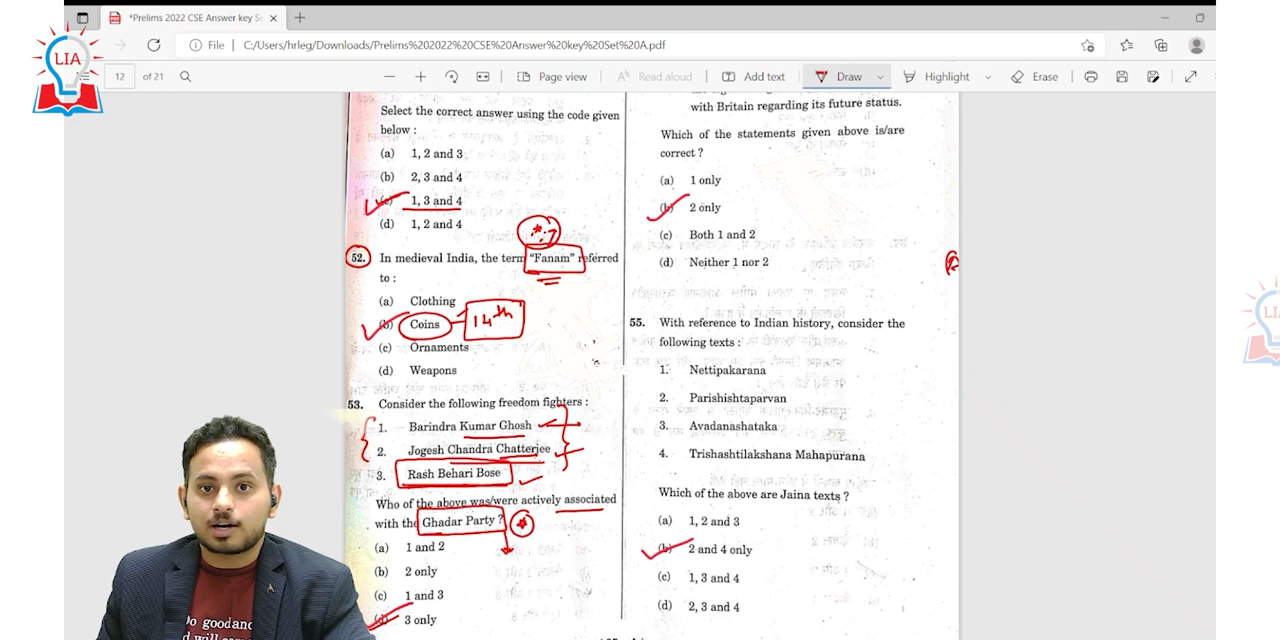 *Prelims 2022 CSE Answer key Se
LIA
File
C:/Users/hrleg/Downloads/Prelims%202022%20CSE%20Answer%20key%20Set%20A.pdf
12
of 21
Page view
Read aloud
Add text
Draw
Highlight
Erase
Select the correct answer using the code given
below :
(a) 1, 2 and 3
(b) 2, 3 and 4
(c) 1, 3 and 4
(d) 1, 2 and 4
52. In medieval India, the term "Fanam" referred
to :
(a) Clothing
(b) Coins
14th
(c) Ornaments
(d) Weapons
53. Consider the following freedom fighters :
1. Barindra Kumar Ghosh
2. Jogesh Chandra Chatterjee
3. Rash Behari Bose
Who of the above was/were actively associated
with the Ghadar Party ?
(a) 1 and 2
(b) 2 only
(c) 1 and 3
(d) 3 only
with Britain regarding its future status.
Which of the statements given above is/are
correct ?
(a) 1 only
(b) 2 only
(c) Both 1 and 2
(d) Neither 1 nor 2
55. With reference to Indian history, consider the
following texts :
1. Nettipakarana
2. Parishishtaparvan
3. Avadanashataka
4. Trishashtilakshana Mahapurana
Which of the above are Jaina texts ?
(a) 1, 2 and 3
(b) 2 and 4 only
(c) 1, 3 and 4
(d) 2, 3 and 4
LIA
Do good and
d will come